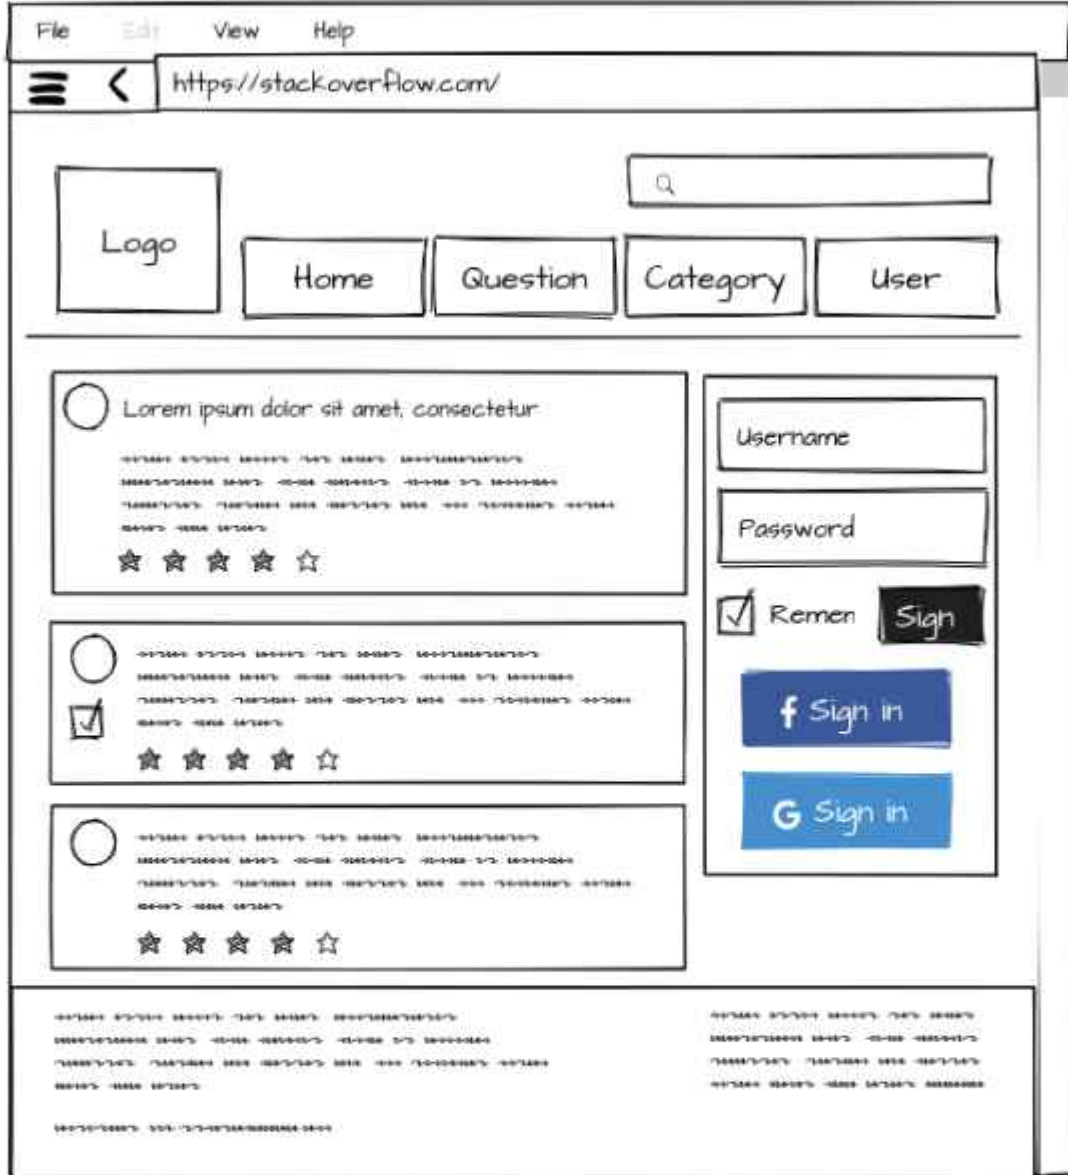 File Edit View Help
https://stackoverflow.com/
Logo
Home Question Category User
Lorem ipsum dolor sit amet, consectetur
Username
Password
Remen Sign
f Sign in
G Sign in